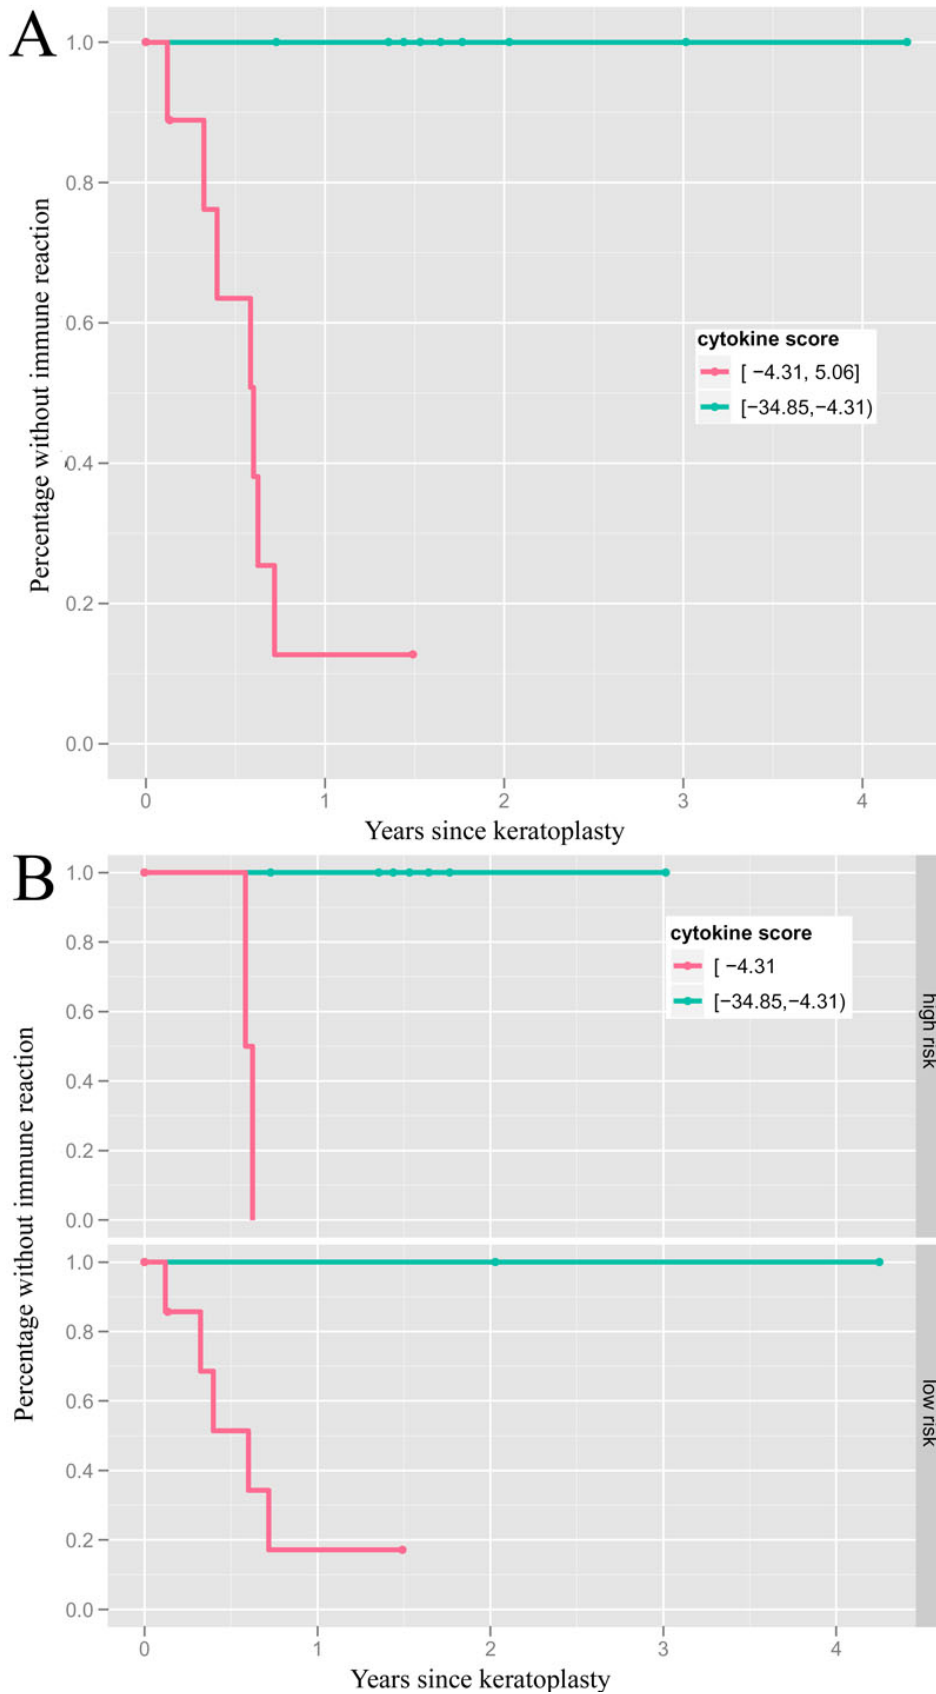 A
Percentage without immune reaction
1.0
0.8
0.6
0.4
0.2
0.0
cytokine score
[ −4.31, 5.06]
[−34.85,−4.31)
0 1 2 3 4
Years since keratoplasty
B
Percentage without immune reaction
1.0
0.8
0.6
0.4
0.2
0.0
cytokine score
[ −4.31
[−34.85,−4.31)
high risk
1.0
0.8
0.6
0.4
0.2
0.0
low risk
0 1 2 3 4
Years since keratoplasty